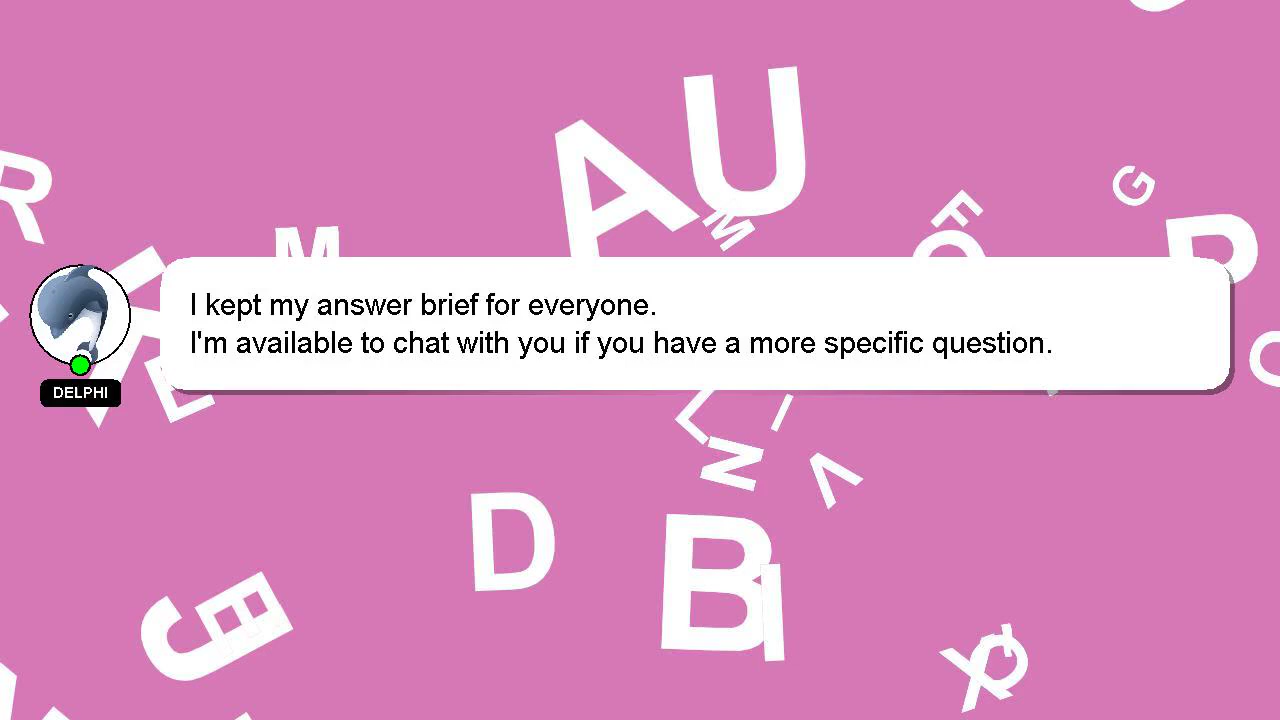 I kept my answer brief for everyone.
I'm available to chat with you if you have a more specific question.
DELPHI
R
A
U
M
M
F
O
G
D
E
L
I
N
V
D
B
I
J
E
X
Q